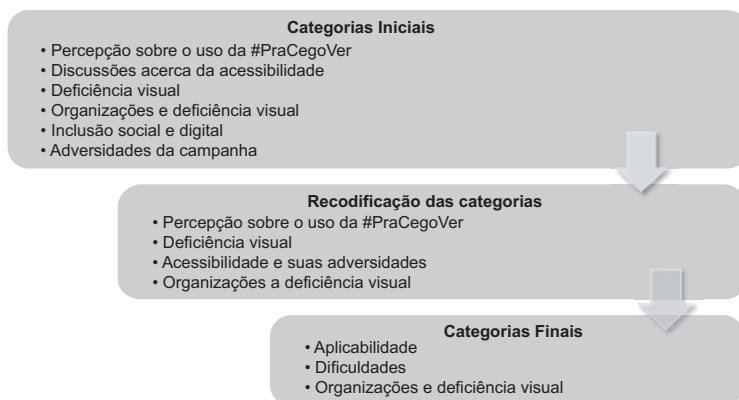 Categorias Iniciais
• Percepção sobre o uso da #PraCegoVer
• Discussões acerca da acessibilidade
• Deficiência visual
• Organizações e deficiência visual
• Inclusão social e digital
• Adversidades da campanha
Recodificação das categorias
• Percepção sobre o uso da #PraCegoVer
• Deficiência visual
• Acessibilidade e suas adversidades
• Organizações a deficiência visual
Categorias Finais
• Aplicabilidade
• Dificuldades
• Organizações e deficiência visual